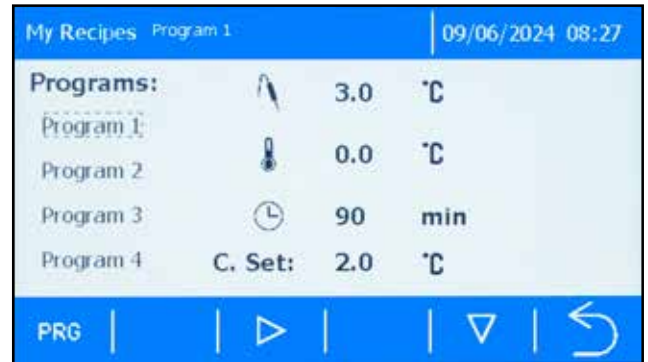 My Recipes Program 1 09/06/2024 08:27
Programs: 3.0 °C
Program 1
0.0 °C
Program 2
Program 3 90 min
Program 4 C. Set: 2.0 °C
PRG